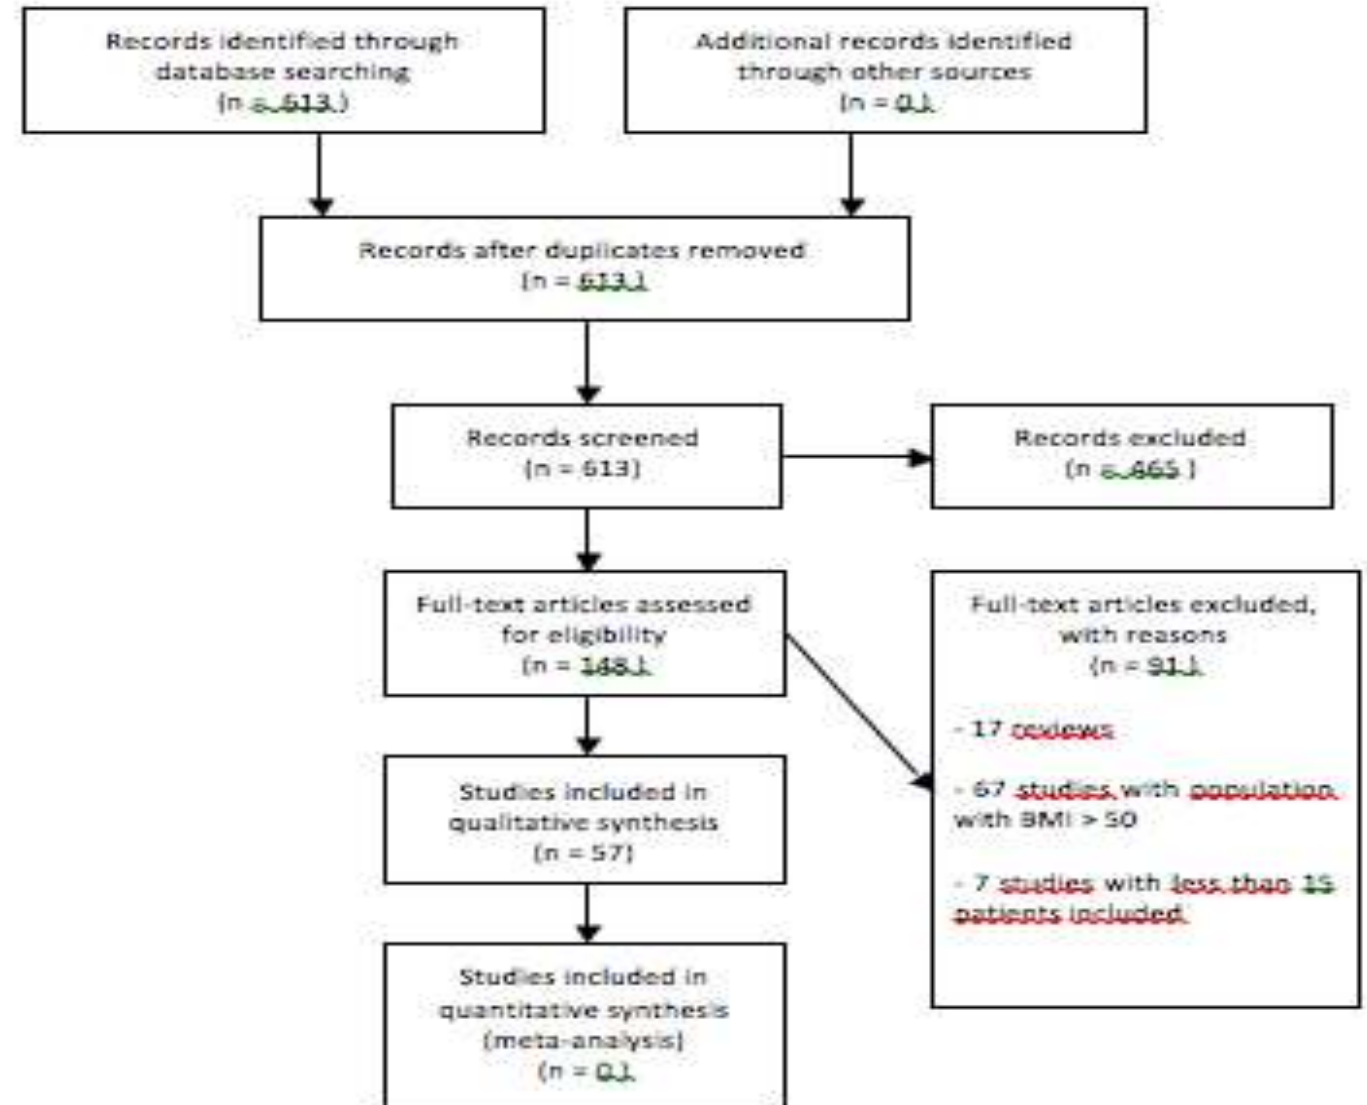 Records identified through
database searching
(n = 613 )
Additional records identified
through other sources
(n = 0 )
Records after duplicates removed
(n = 613 )
Records screened
(n = 613)
Records excluded
(n = 465 )
Full-text articles assessed
for eligibility
(n = 148 )
Full-text articles excluded,
with reasons
(n = 91 )
- 17 reviews
- 67 studies with population
with BMI > 50
- 7 studies with less than 15
patients included
Studies included in
qualitative synthesis
(n = 57)
Studies included in
quantitative synthesis
(meta-analysis)
(n = 0 )